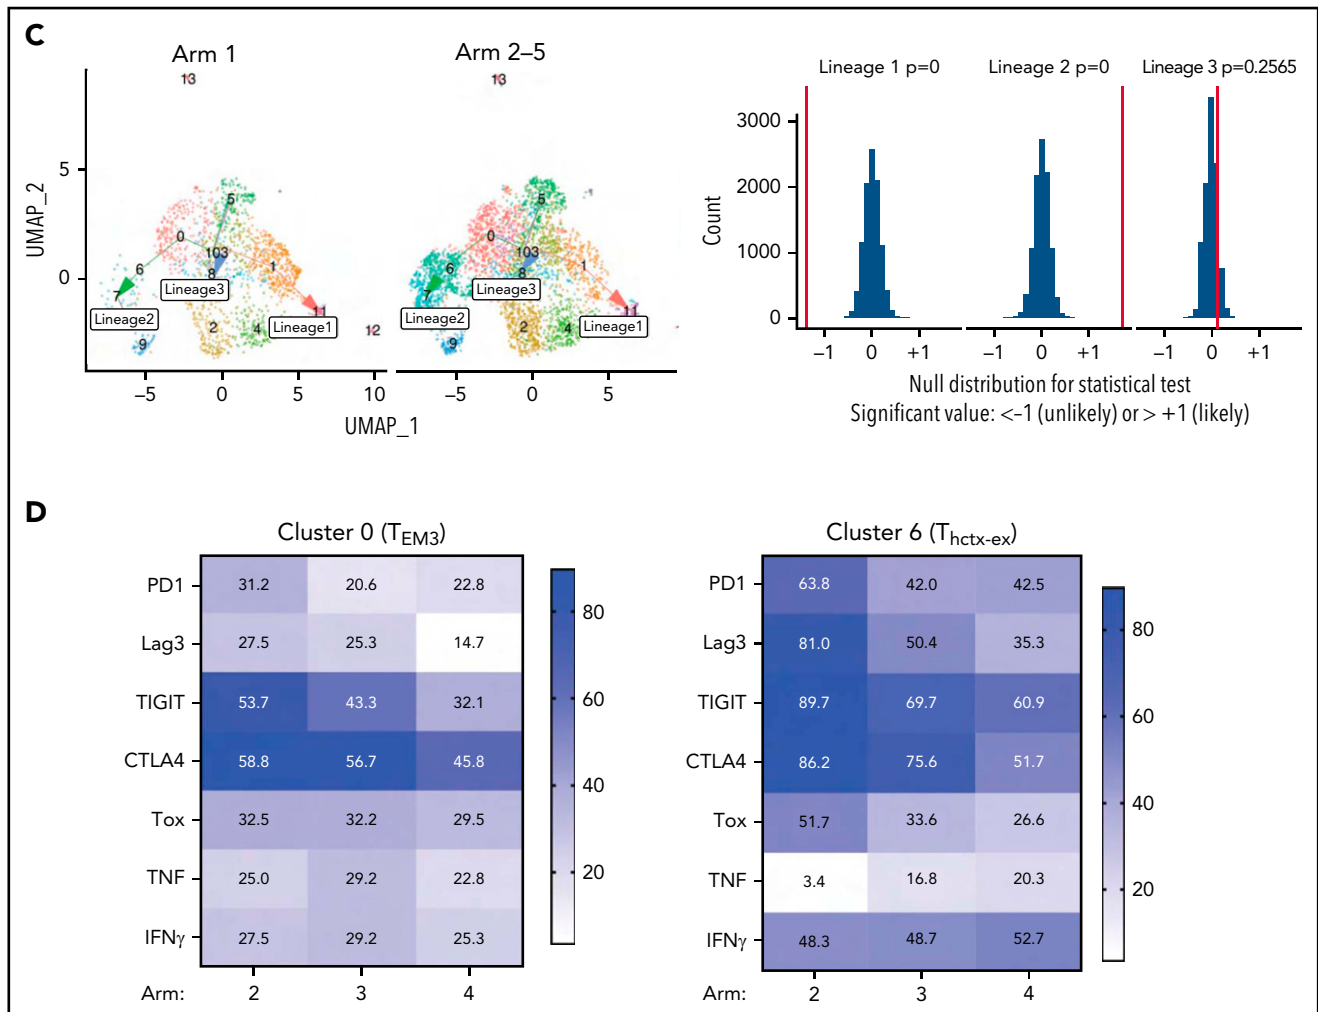 C
Arm 1
Arm 2–5
13
5
0
103
6
8
1
7
Lineage3
11
Lineage2
Lineage1
2
4
12
9
13
5
0
103
6
8
1
7
Lineage3
11
Lineage2
Lineage1
2
4
9
UMAP_2
5
0
–5 0 5 10
–5 0 5
UMAP_1
Lineage 1 p=0
Lineage 2 p=0
Lineage 3 p=0.2565
Count
3000
2000
1000
0
–1 0 +1
–1 0 +1
–1 0 +1
Null distribution for statistical test
Significant value: <–1 (unlikely) or > +1 (likely)
D
Cluster 0 (TEM3)
PD1 31.2 20.6 22.8
Lag3 27.5 25.3 14.7
TIGIT 53.7 43.3 32.1
CTLA4 58.8 56.7 45.8
Tox 32.5 32.2 29.5
TNF 25.0 29.2 22.8
IFNγ 27.5 29.2 25.3
Arm: 2 3 4
80
60
40
20
Cluster 6 (Thctx-ex)
PD1 63.8 42.0 42.5
Lag3 81.0 50.4 35.3
TIGIT 89.7 69.7 60.9
CTLA4 86.2 75.6 51.7
Tox 51.7 33.6 26.6
TNF 3.4 16.8 20.3
IFNγ 48.3 48.7 52.7
Arm: 2 3 4
80
60
40
20